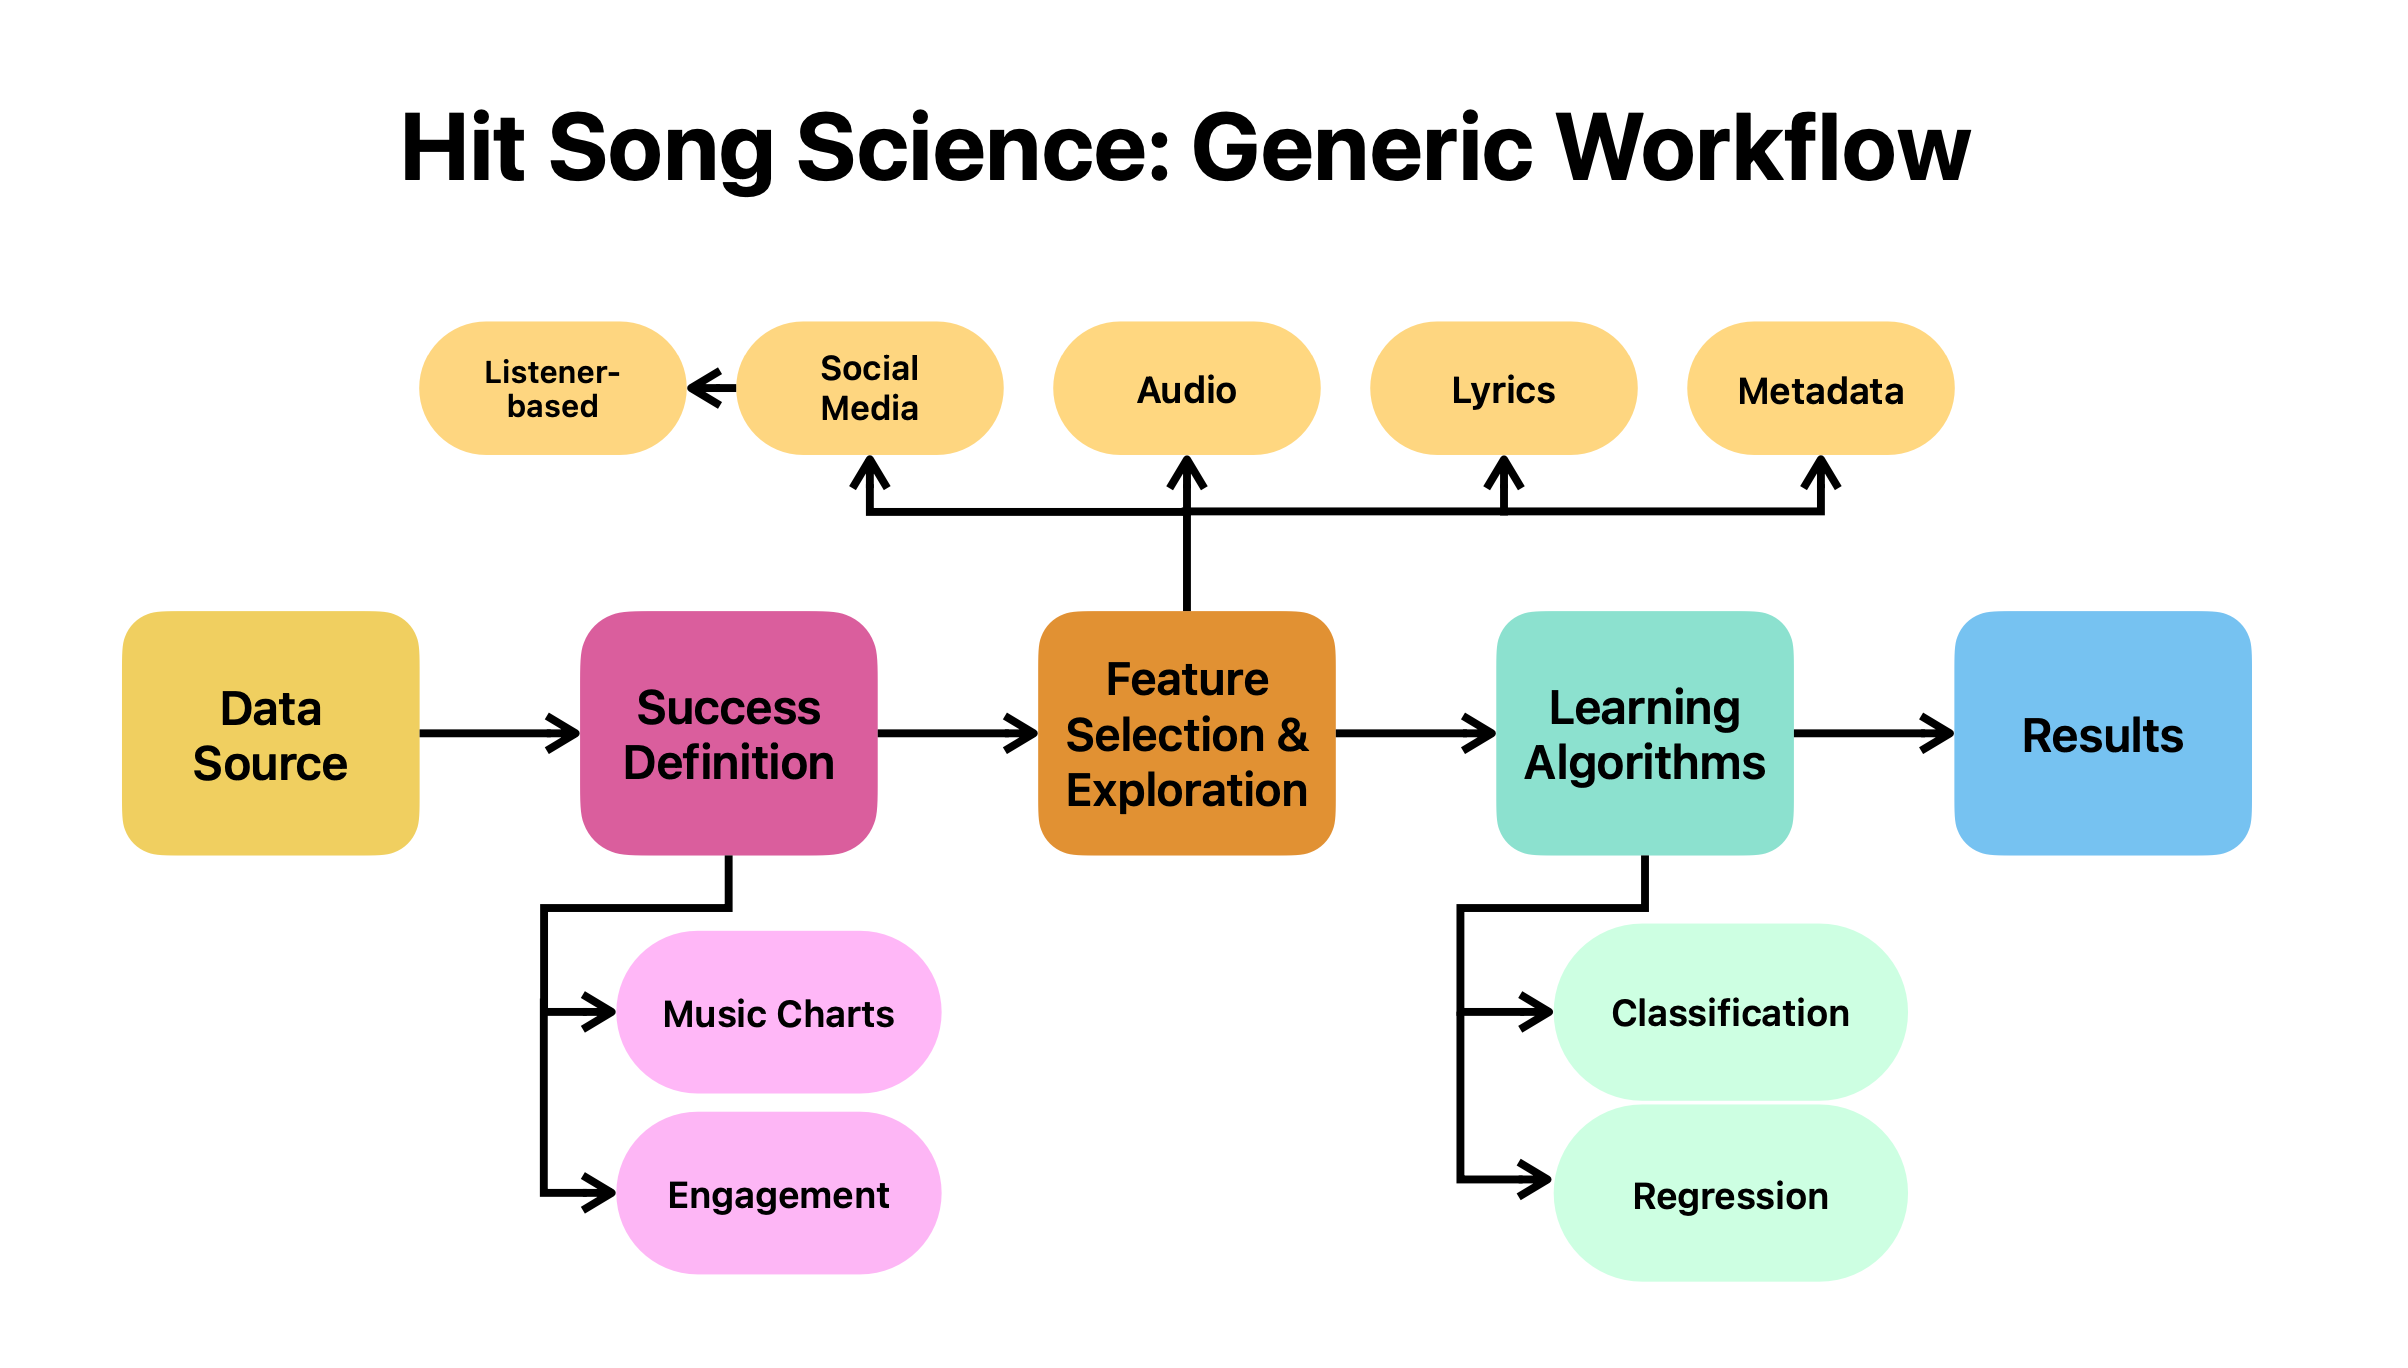 Hit Song Science: Generic Workflow
Listener-
based
Social
Media
Audio
Lyrics
Metadata
Data
Source
Success
Definition
Feature
Selection &
Exploration
Learning
Algorithms
Results
Music Charts
Engagement
Classification
Regression